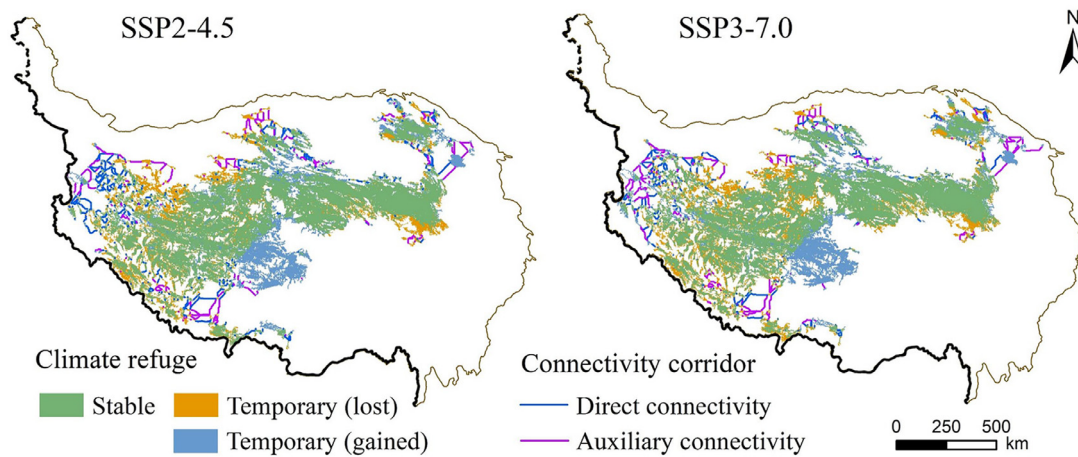 SSP2-4.5
SSP3-7.0
N
Climate refuge
Stable
Temporary (lost)
Temporary (gained)
Connectivity corridor
Direct connectivity
Auxiliary connectivity
0 250 500
km